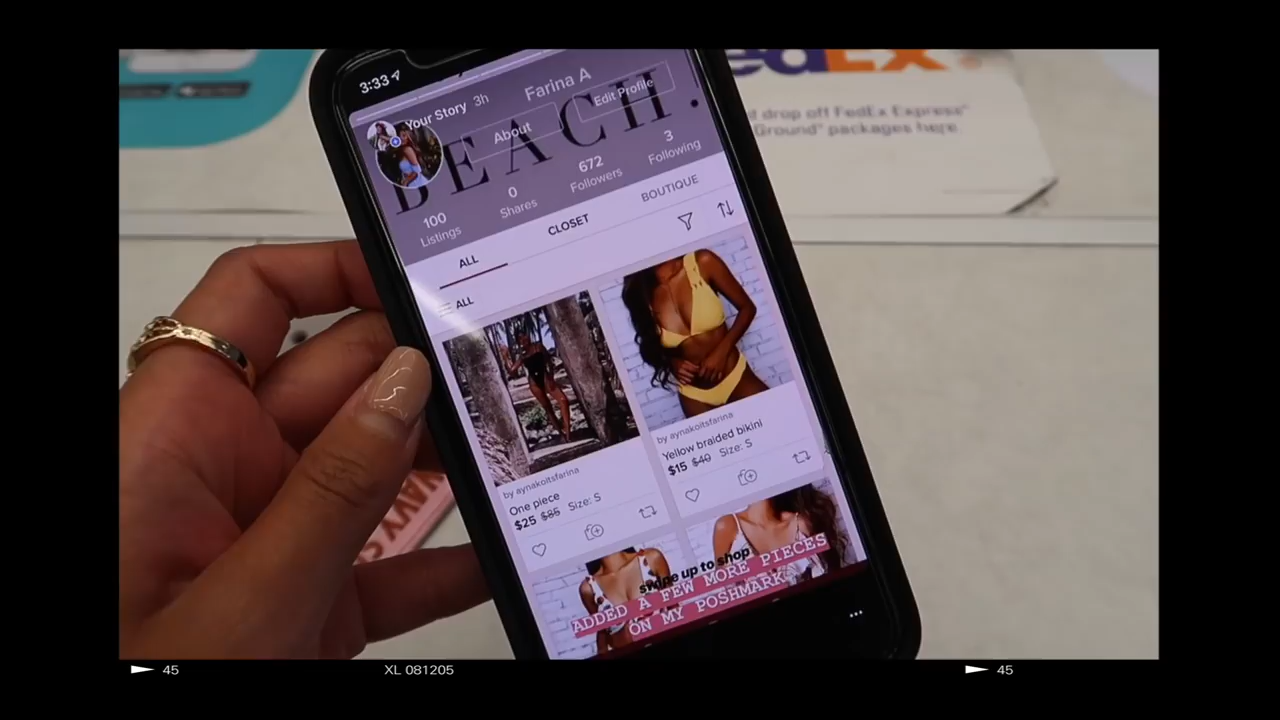 edEx
t drop off FedEx Express®
Ground® packages here.
3:33
Your Story 3h
Farina A
About
Edit Profile
BEACH.
100
Listings
0
Shares
672
Followers
3
Following
ALL
CLOSET
BOUTIQUE
ALL
by aynakoitsfarina
One piece
$25 $85 Size: S
by aynakoitsfarina
Yellow braided bikini
$15 $40 Size: S
swipe up to shop
ADDED A FEW MORE PIECES
ON MY POSHMARK
NAVY
45
XL 081205
45